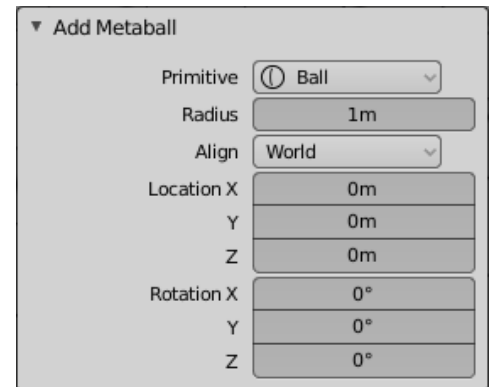 Add Metaball
Primitive Ball
Radius 1m
Align World
Location X 0m
Y 0m
Z 0m
Rotation X 0°
Y 0°
Z 0°